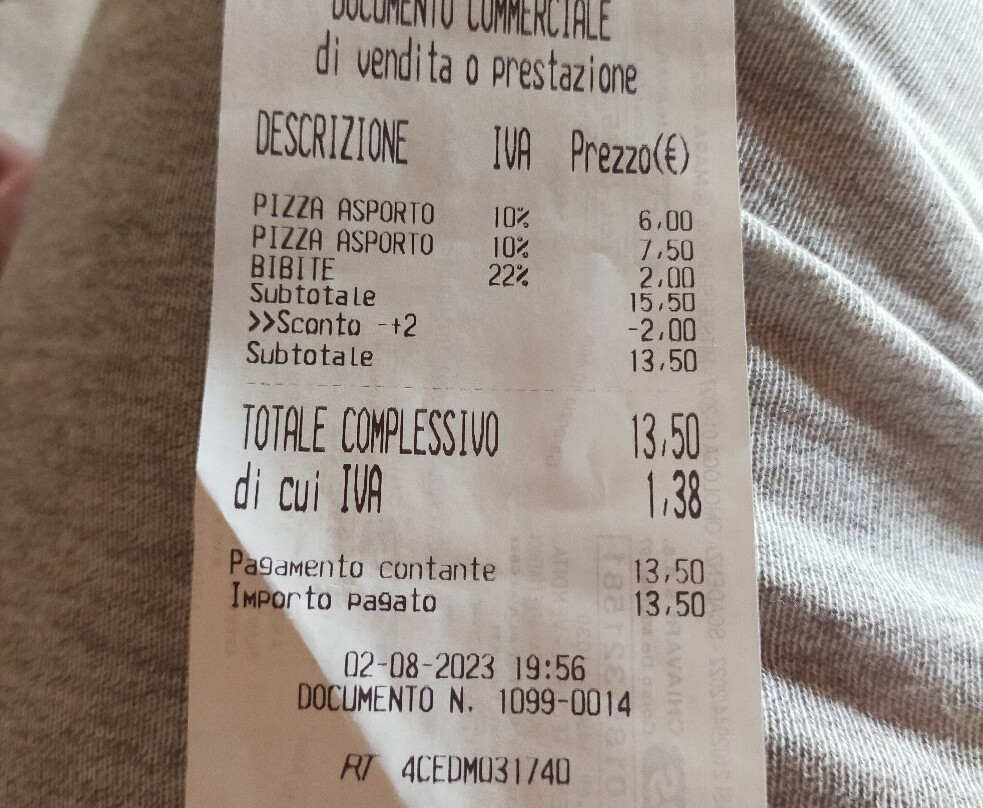 DOCUMENTO COMMERCIALE
di vendita o prestazione
DESCRIZIONE IVA Prezzo(€)
PIZZA ASPORTO 10% 6,00
PIZZA ASPORTO 10% 7,50
BIBITE 22% 2,00
Subtotale 15,50
>>Sconto -+2 -2,00
Subtotale 13,50
TOTALE COMPLESSIVO 13,50
di cui IVA 1,38
Pagamento contante 13,50
Importo pagato 13,50
02-08-2023 19:56
DOCUMENTO N. 1099-0014
RT 4CEDM031740